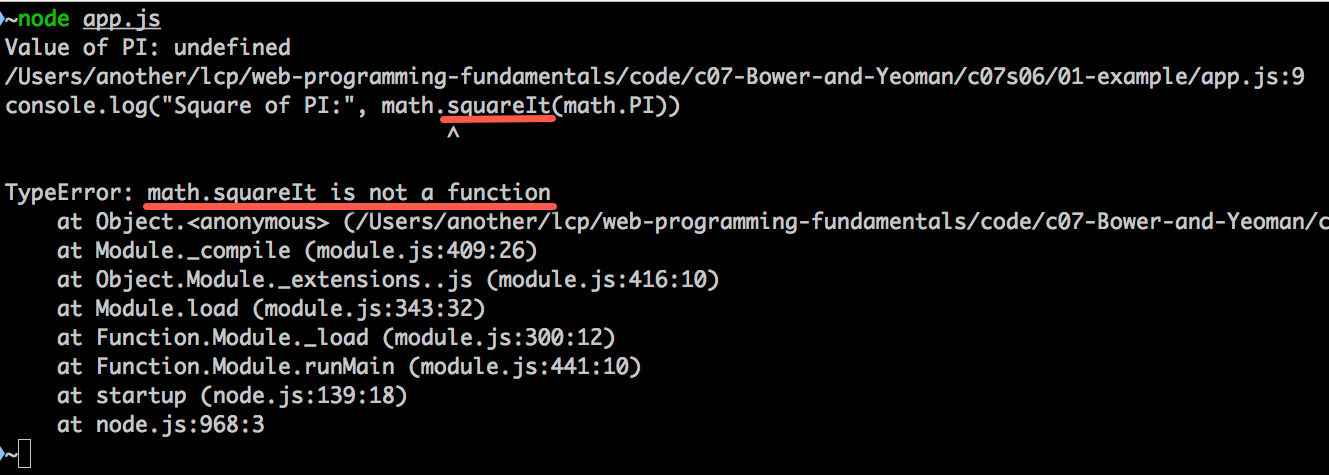 ~node app.js
Value of PI: undefined
/Users/another/lcp/web-programming-fundamentals/code/c07-Bower-and-Yeoman/c07s06/01-example/app.js:9
console.log("Square of PI:", math.squareIt(math.PI))
^
TypeError: math.squareIt is not a function
    at Object.<anonymous> (/Users/another/lcp/web-programming-fundamentals/code/c07-Bower-and-Yeoman/c
    at Module._compile (module.js:409:26)
    at Object.Module._extensions..js (module.js:416:10)
    at Module.load (module.js:343:32)
    at Function.Module._load (module.js:300:12)
    at Function.Module.runMain (module.js:441:10)
    at startup (node.js:139:18)
    at node.js:968:3
~